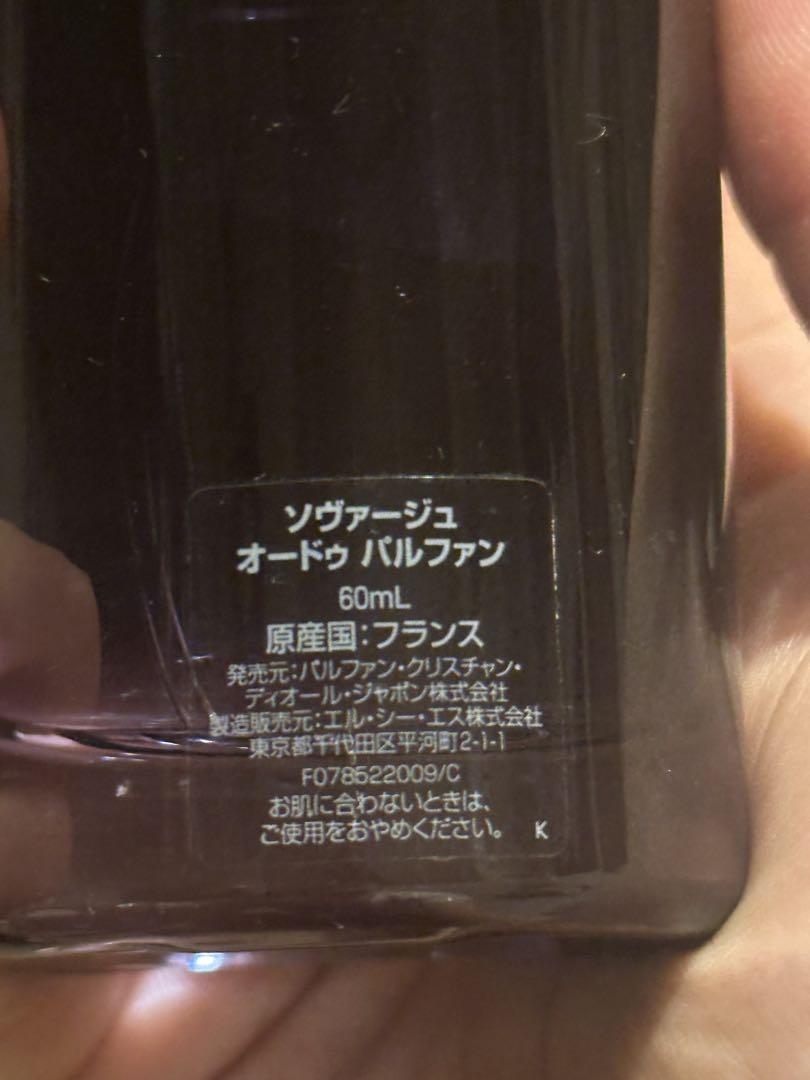 ソヴァージュ
オードゥ パルファン
60mL
原産国:フランス
発売元:パルファン・クリスチャン・
ディオール・ジャポン株式会社
製造販売元:エル・シー・エス株式会社
東京都千代田区平河町2-1-1
F078522009/C
お肌に合わないときは、
ご使用をおやめください。 K